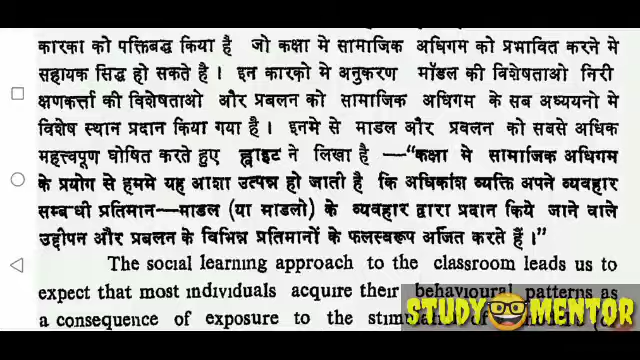 कारका को पक्तिबद्ध किया है जो कक्षा मे सामाजिक अधिगम को प्रभावित करने मे
सहायक सिद्ध हो सकते है । इन कारको मे अनुकरण मॉडल की विशेषताओ निरी
क्षणकर्त्ता की विशेषताओ और प्रबलन को सामाजिक अधिगम के सब अध्ययनो मे
विशेष स्थान प्रदान किया गया है । इनमे से माडल और प्रबलन को सबसे अधिक
महत्त्वपूण घोषित करते हुए ह्वाइट ने लिखा है —“कक्षा मे सामाजिक अधिगम
के प्रयोग से हममे यह आशा उत्पन्न हो जाती है कि अधिकांश व्यक्ति अपने व्यवहार
सम्बधी प्रतिमान—माडल (या माडलो) के व्यवहार द्वारा प्रदान किये जाने वाले
उद्दीपन और प्रबलन के विभिन्न प्रतिमानों के फलस्वरूप अर्जित करते हैं ।”
The social learning approach to the classroom leads us to
expect that most individuals acquire their behavioural patterns as
a consequence of exposure to the
STUDY MENTOR